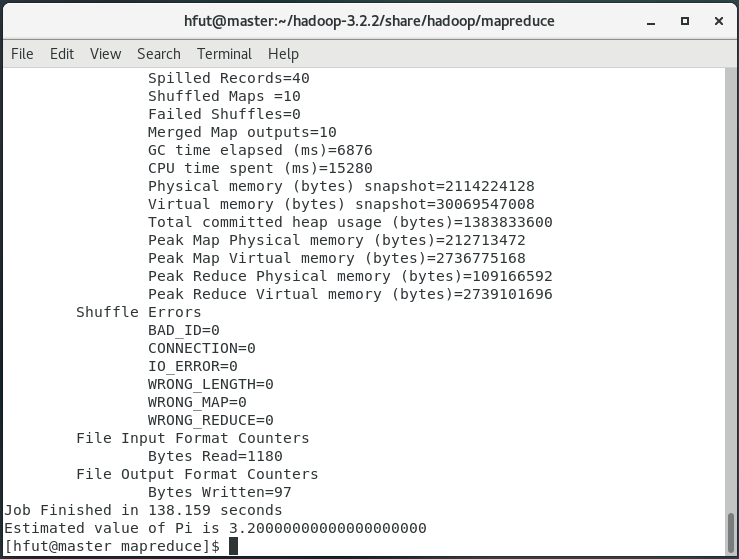 hfut@master:~/hadoop-3.2.2/share/hadoop/mapreduce
File Edit View Search Terminal Help
Spilled Records=40
Shuffled Maps =10
Failed Shuffles=0
Merged Map outputs=10
GC time elapsed (ms)=6876
CPU time spent (ms)=15280
Physical memory (bytes) snapshot=2114224128
Virtual memory (bytes) snapshot=30069547008
Total committed heap usage (bytes)=1383833600
Peak Map Physical memory (bytes)=212713472
Peak Map Virtual memory (bytes)=2736775168
Peak Reduce Physical memory (bytes)=109166592
Peak Reduce Virtual memory (bytes)=2739101696
Shuffle Errors
BAD_ID=0
CONNECTION=0
IO_ERROR=0
WRONG_LENGTH=0
WRONG_MAP=0
WRONG_REDUCE=0
File Input Format Counters
Bytes Read=1180
File Output Format Counters
Bytes Written=97
Job Finished in 138.159 seconds
Estimated value of Pi is 3.20000000000000000000
[hfut@master mapreduce]$